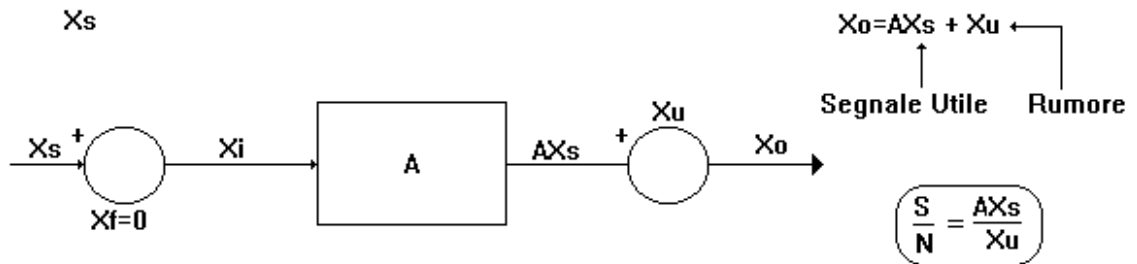 Xs
Xo=AXs + Xu
Segnale Utile
Rumore
Xs
+
Xi
A
AXs
+
Xu
Xo
Xf=0
S/N = AXs/Xu